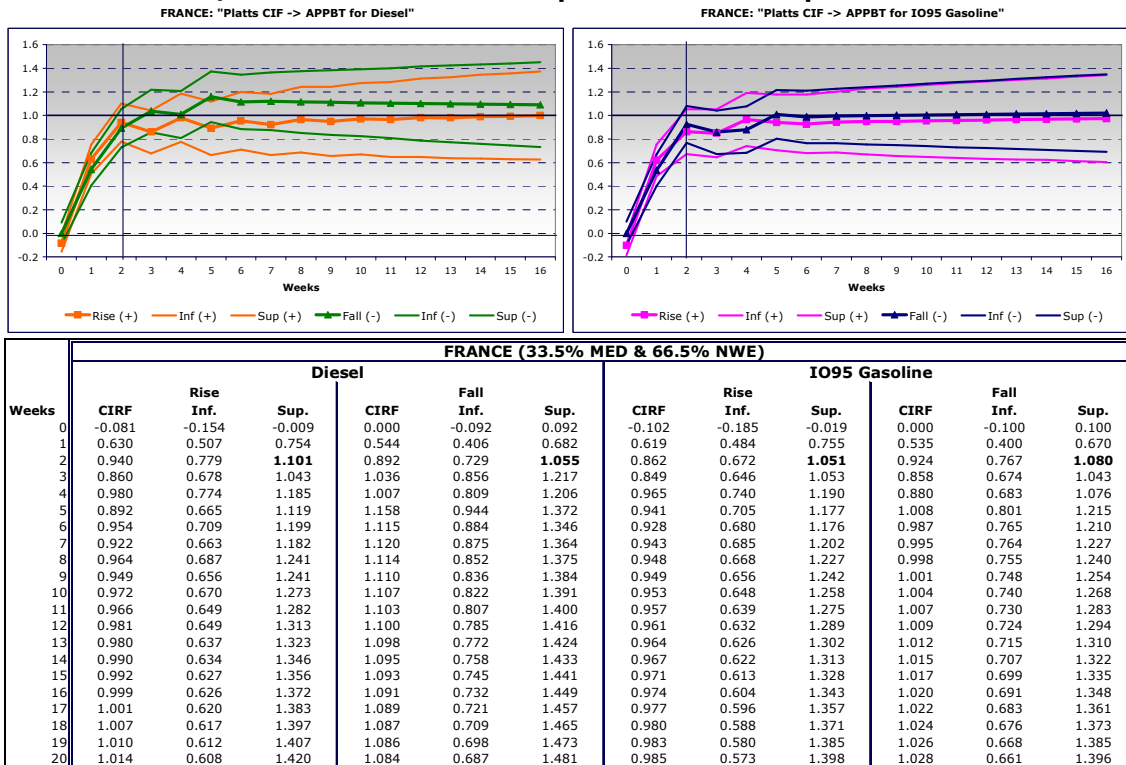 FRANCE: "Platts CIF -> APPBT for Diesel"
1.6
1.4
1.2
1.0
0.8
0.6
0.4
0.2
0.0
-0.2
0 1 2 3 4 5 6 7 8 9 10 11 12 13 14 15 16
Weeks
Rise (+) Inf (+) Sup (+) Fall (-) Inf (-) Sup (-)
FRANCE: "Platts CIF -> APPBT for IO95 Gasoline"
1.6
1.4
1.2
1.0
0.8
0.6
0.4
0.2
0.0
-0.2
0 1 2 3 4 5 6 7 8 9 10 11 12 13 14 15 16
Weeks
Rise (+) Inf (+) Sup (+) Fall (-) Inf (-) Sup (-)
FRANCE (33.5% MED & 66.5% NWE)
Diesel IO95 Gasoline
Rise Fall Rise Fall
Weeks CIRF Inf. Sup. CIRF Inf. Sup. CIRF Inf. Sup. CIRF Inf. Sup.
0 -0.081 -0.154 -0.009 0.000 -0.092 0.092 -0.102 -0.185 -0.019 0.000 -0.100 0.100
1 0.630 0.507 0.754 0.544 0.406 0.682 0.619 0.484 0.755 0.535 0.400 0.670
2 0.940 0.779 1.101 0.892 0.729 1.055 0.862 0.672 1.051 0.924 0.767 1.080
3 0.860 0.678 1.043 1.036 0.856 1.217 0.849 0.646 1.053 0.858 0.674 1.043
4 0.980 0.774 1.185 1.007 0.809 1.206 0.965 0.740 1.190 0.880 0.683 1.076
5 0.892 0.665 1.119 1.158 0.944 1.372 0.941 0.705 1.177 1.008 0.801 1.215
6 0.954 0.709 1.199 1.115 0.884 1.346 0.928 0.680 1.176 0.987 0.765 1.210
7 0.922 0.663 1.182 1.120 0.875 1.364 0.943 0.685 1.202 0.995 0.764 1.227
8 0.964 0.687 1.241 1.114 0.852 1.375 0.948 0.668 1.227 0.998 0.755 1.240
9 0.949 0.656 1.241 1.110 0.836 1.384 0.949 0.656 1.242 1.001 0.748 1.254
10 0.972 0.670 1.273 1.107 0.822 1.391 0.953 0.648 1.258 1.004 0.740 1.268
11 0.966 0.649 1.282 1.103 0.807 1.400 0.957 0.639 1.275 1.007 0.730 1.283
12 0.981 0.649 1.313 1.100 0.785 1.416 0.961 0.632 1.289 1.009 0.724 1.294
13 0.980 0.637 1.323 1.098 0.772 1.424 0.964 0.626 1.302 1.012 0.715 1.310
14 0.990 0.634 1.346 1.095 0.758 1.433 0.967 0.622 1.313 1.015 0.707 1.322
15 0.992 0.627 1.356 1.093 0.745 1.441 0.971 0.613 1.328 1.017 0.699 1.335
16 0.999 0.626 1.372 1.091 0.732 1.449 0.974 0.604 1.343 1.020 0.691 1.348
17 1.001 0.620 1.383 1.089 0.721 1.457 0.977 0.596 1.357 1.022 0.683 1.361
18 1.007 0.617 1.397 1.087 0.709 1.465 0.980 0.588 1.371 1.024 0.676 1.373
19 1.010 0.612 1.407 1.086 0.698 1.473 0.983 0.580 1.385 1.026 0.668 1.385
20 1.014 0.608 1.420 1.084 0.687 1.481 0.985 0.573 1.398 1.028 0.661 1.396